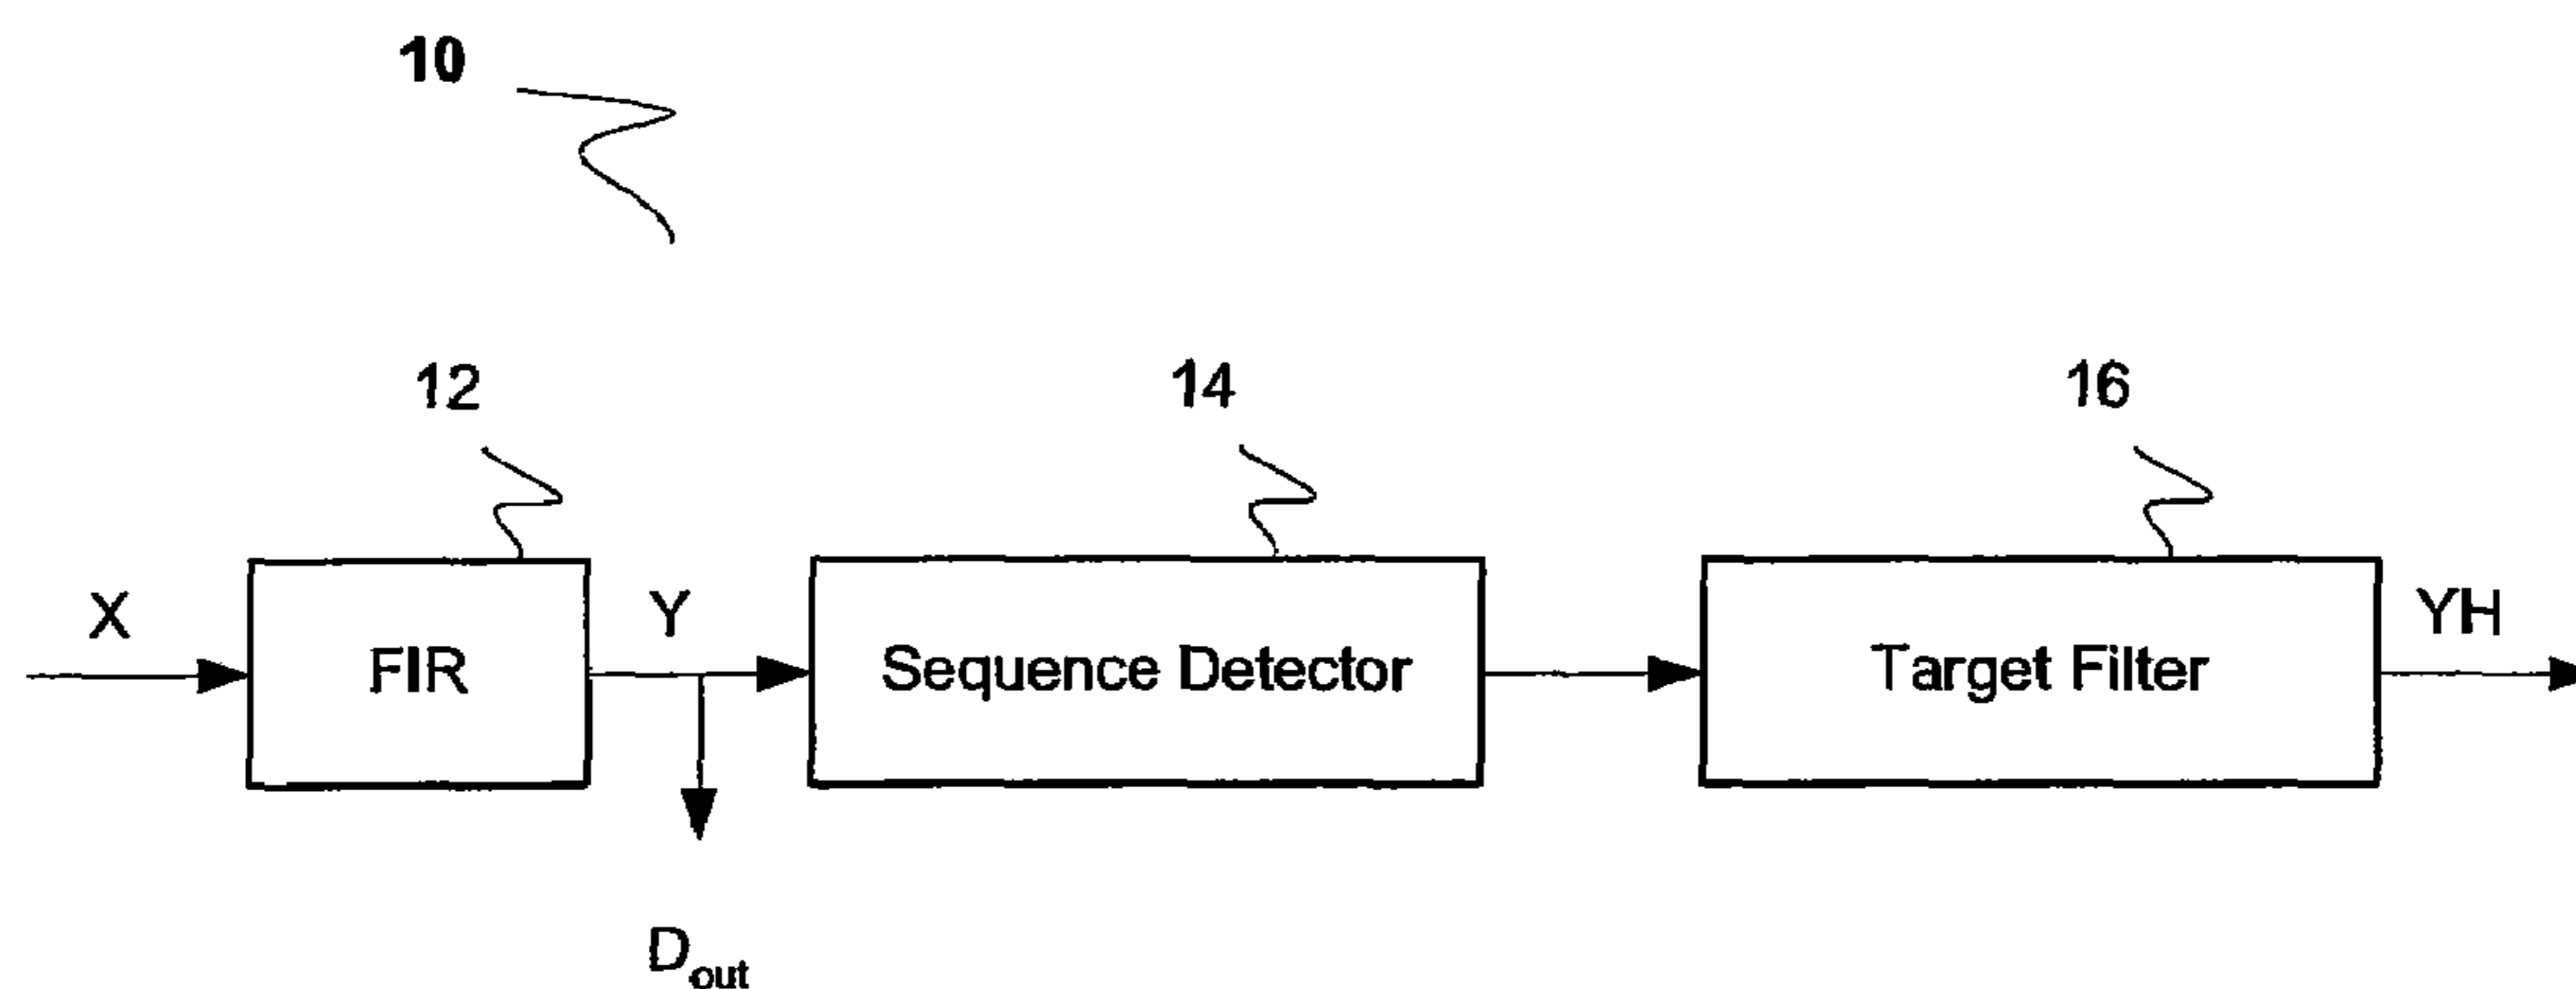 10
12
14
16
X
FIR
Y
Sequence Detector
Target Filter
YH
Dout